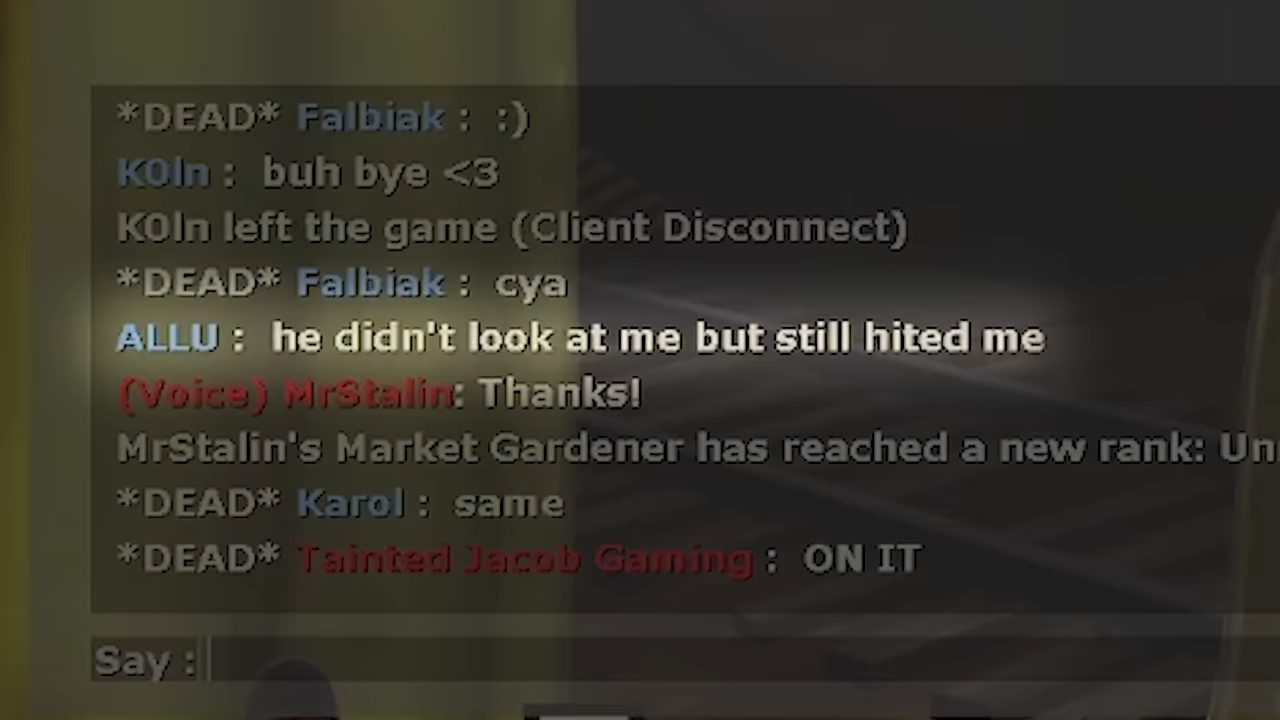 *DEAD* Falbiak :  :)
K0ln :  buh bye <3
K0ln left the game (Client Disconnect)
*DEAD* Falbiak :  cya
ALLU :  he didn't look at me but still hited me
(Voice) MrStalin: Thanks!
MrStalin's Market Gardener has reached a new rank: Un
*DEAD* Karol :  same
*DEAD* Tainted Jacob Gaming :  ON IT
Say :